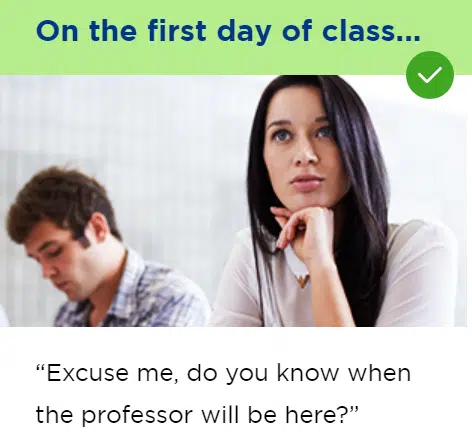 On the first day of class...
“Excuse me, do you know when
the professor will be here?”